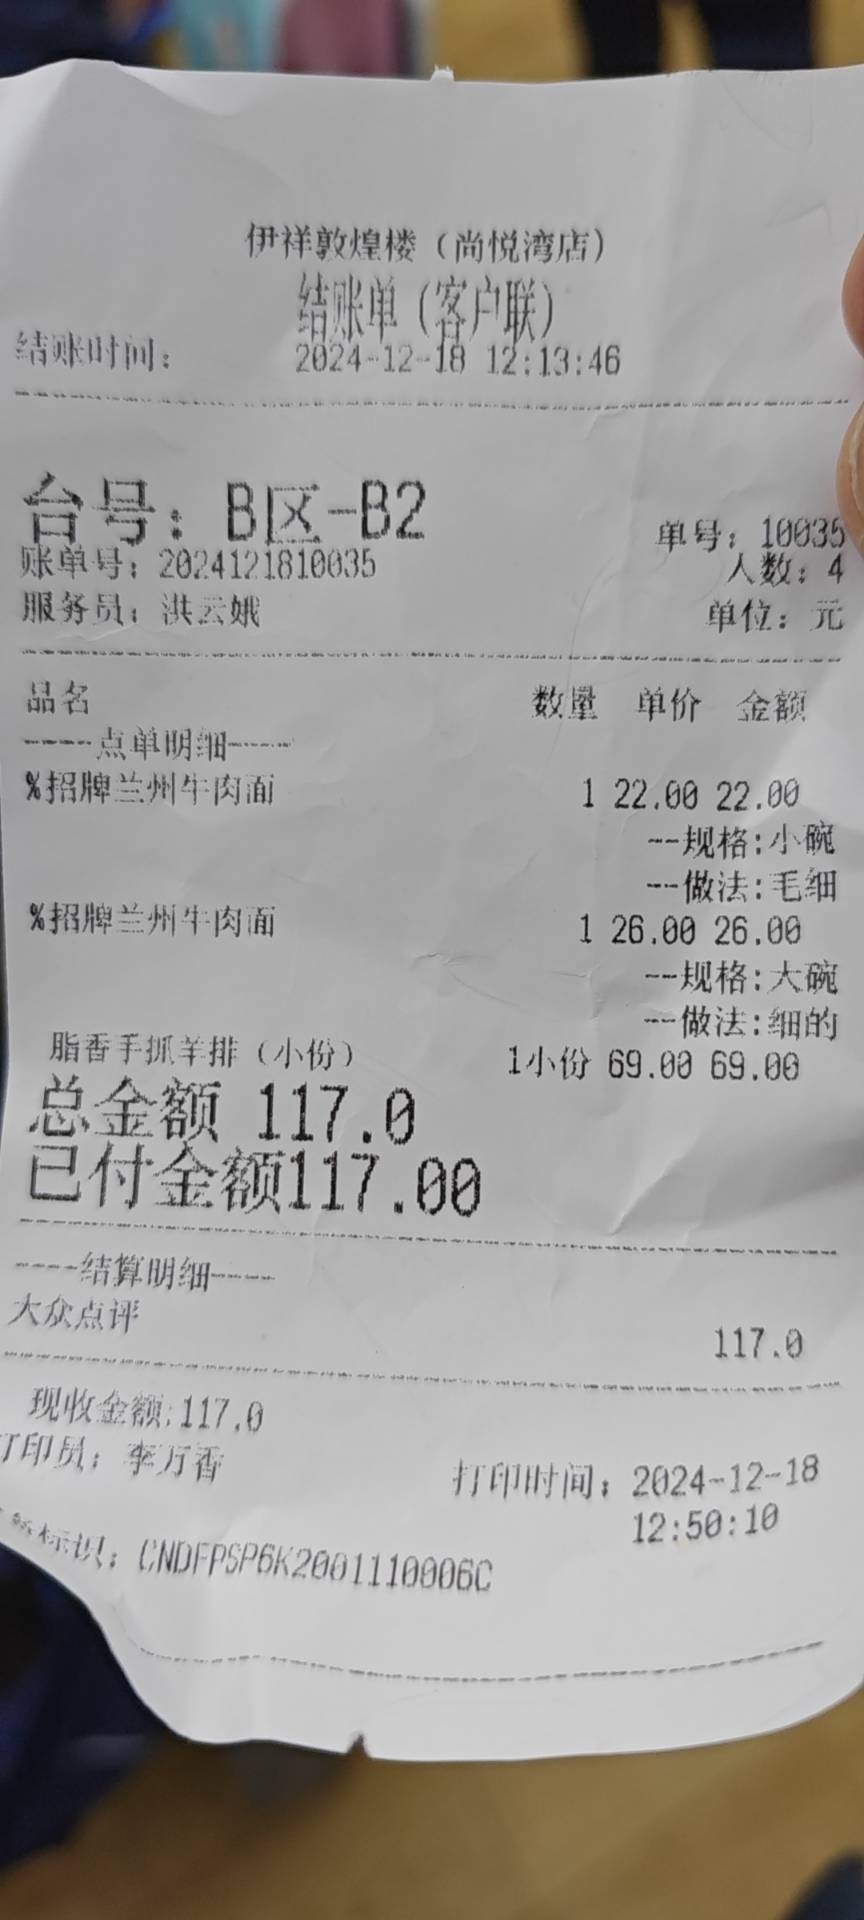 伊祥敦煌楼（尚悦湾店）
结账单（客户联）
结账时间： 2024-12-18 12:13:46
台号：B区-B2
单号：10035
账单号：2024121810035
人数：4
服务员：洪云娥
单位：元
品名 数量 单价 金额
-----点单明细-----
%招牌兰州牛肉面 1 22.00 22.00
--规格:小碗
--做法:毛细
%招牌兰州牛肉面 1 26.00 26.00
--规格:大碗
--做法:细的
脂香手抓羊排（小份） 1小份 69.00 69.00
总金额 117.0
已付金额117.00
----结算明细----
大众点评 117.0
现收金额:117.0
打印员：李万香
打印时间：2024-12-18
12:50:10
标识：CNDFPSP6K2001110006C